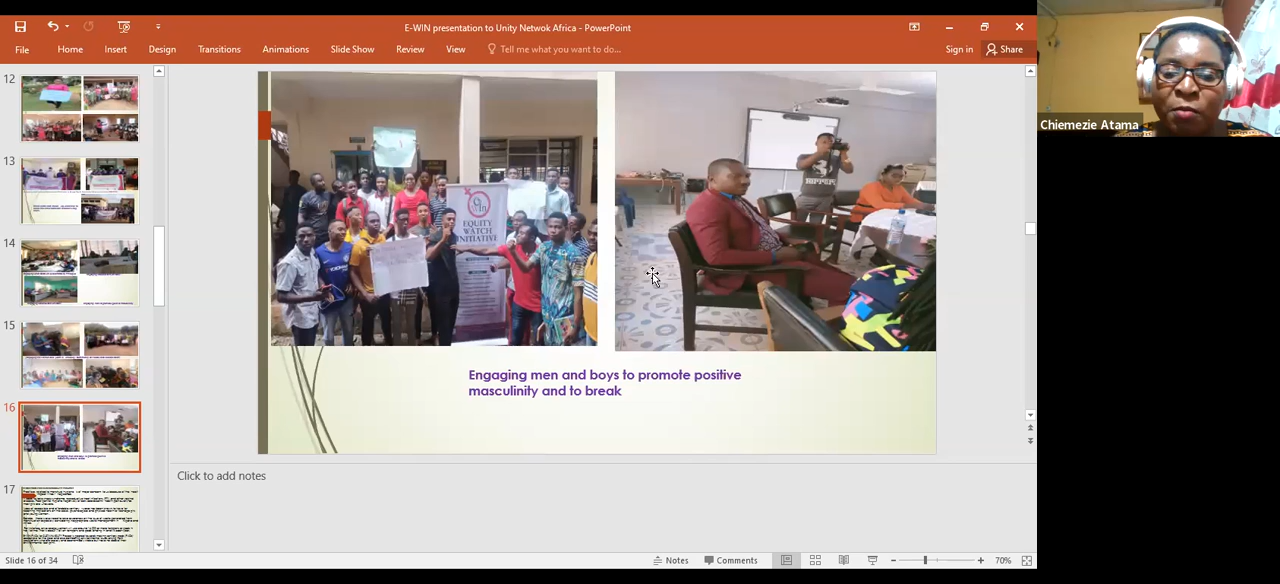 E-WIN presentation to Unity Netwok Africa - PowerPoint
File Home Insert Design Transitions Animations Slide Show Review View Tell me what you want to do... Sign in Share
Chiemezie Atama
12
13
14
15
16
17
EQUITY
WATCH
INITIATIVE
Engaging men and boys to promote positive
masculinity and to break
Click to add notes
Slide 16 of 34 Notes Comments 70%